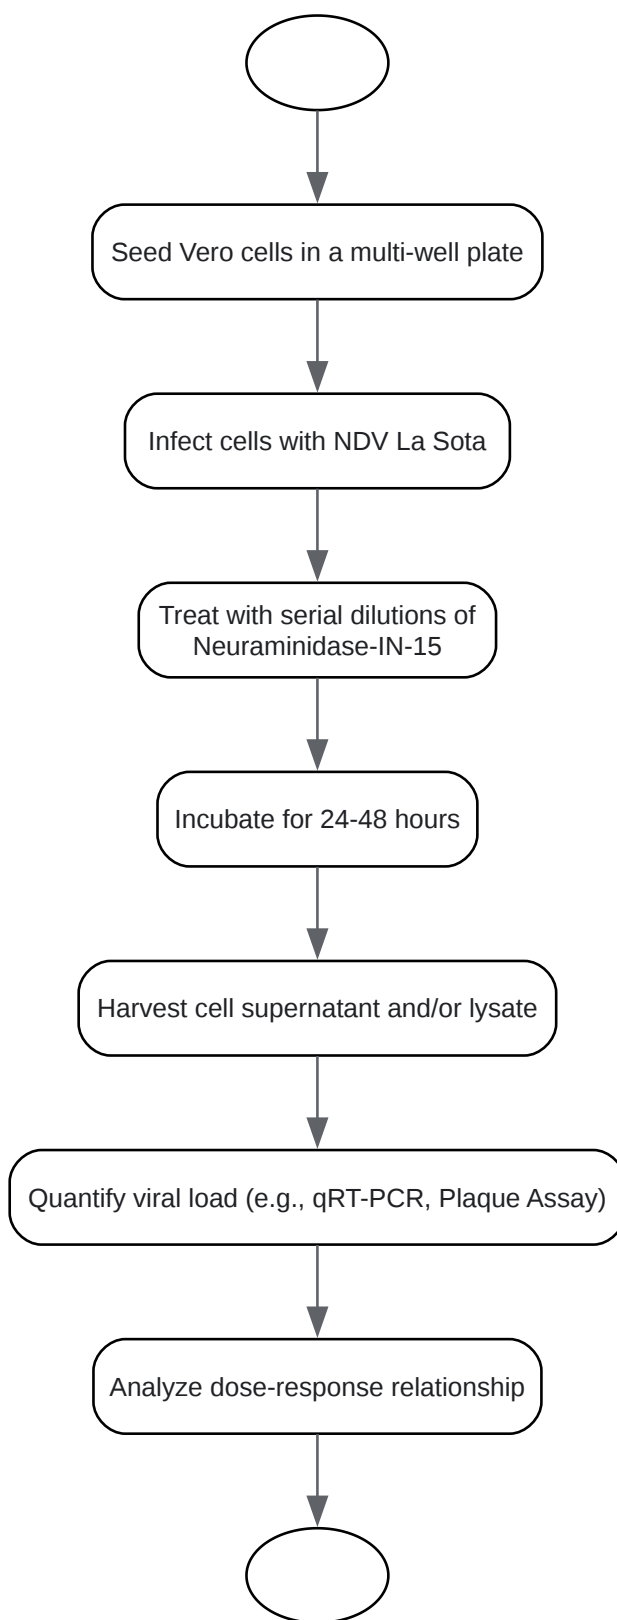 Seed Vero cells in a multi-well plate
Infect cells with NDV La Sota
Treat with serial dilutions of
Neuraminidase-IN-15
Incubate for 24-48 hours
Harvest cell supernatant and/or lysate
Quantify viral load (e.g., qRT-PCR, Plaque Assay)
Analyze dose-response relationship